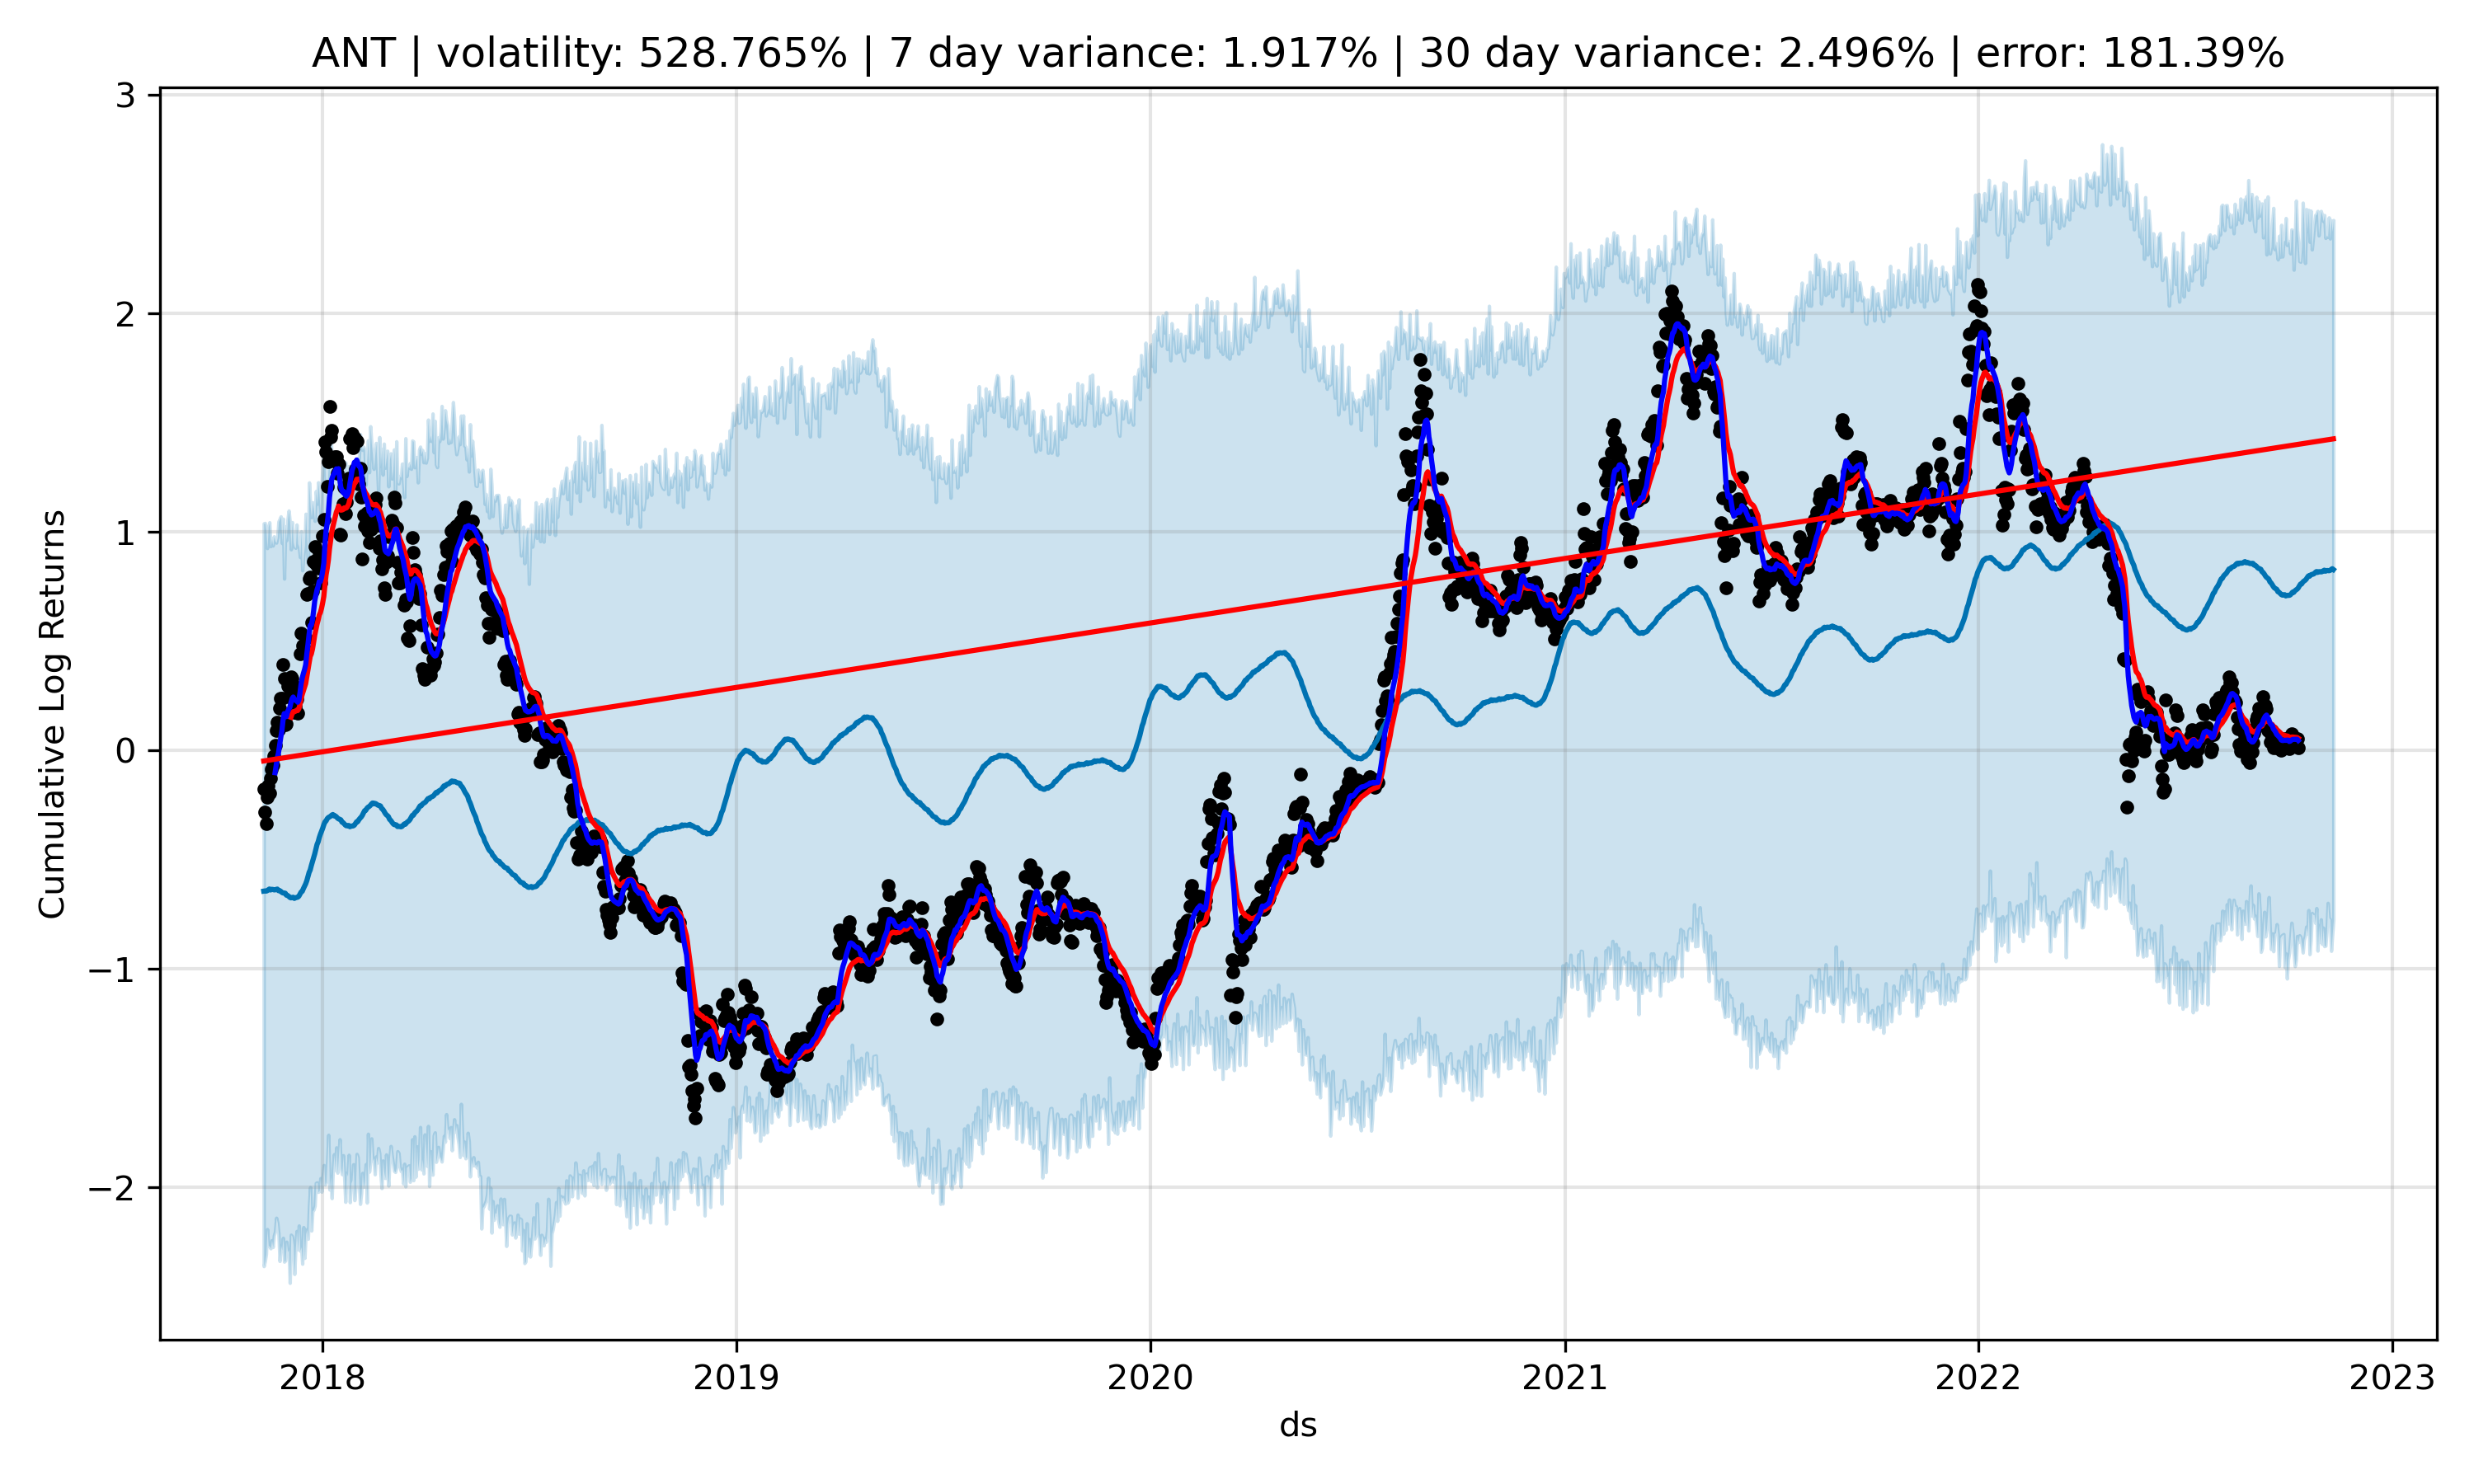 ANT | volatility: 528.765% | 7 day variance: 1.917% | 30 day variance: 2.496% | error: 181.39%
Cumulative Log Returns
3
2
1
0
−1
−2
2018 2019 2020 2021 2022 2023
ds